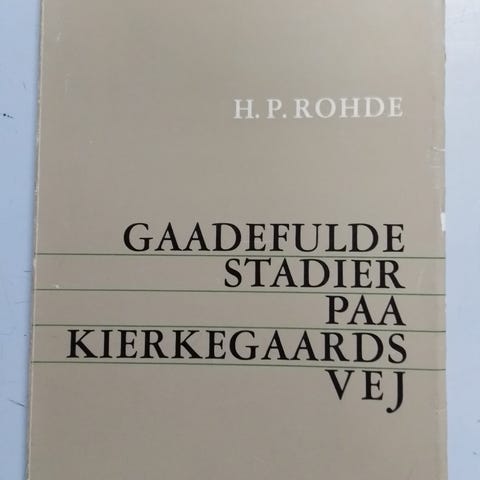 H. P. ROHDE
GAADEFULDE
STADIER
PAA
KIERKEGAARDS
VEJ